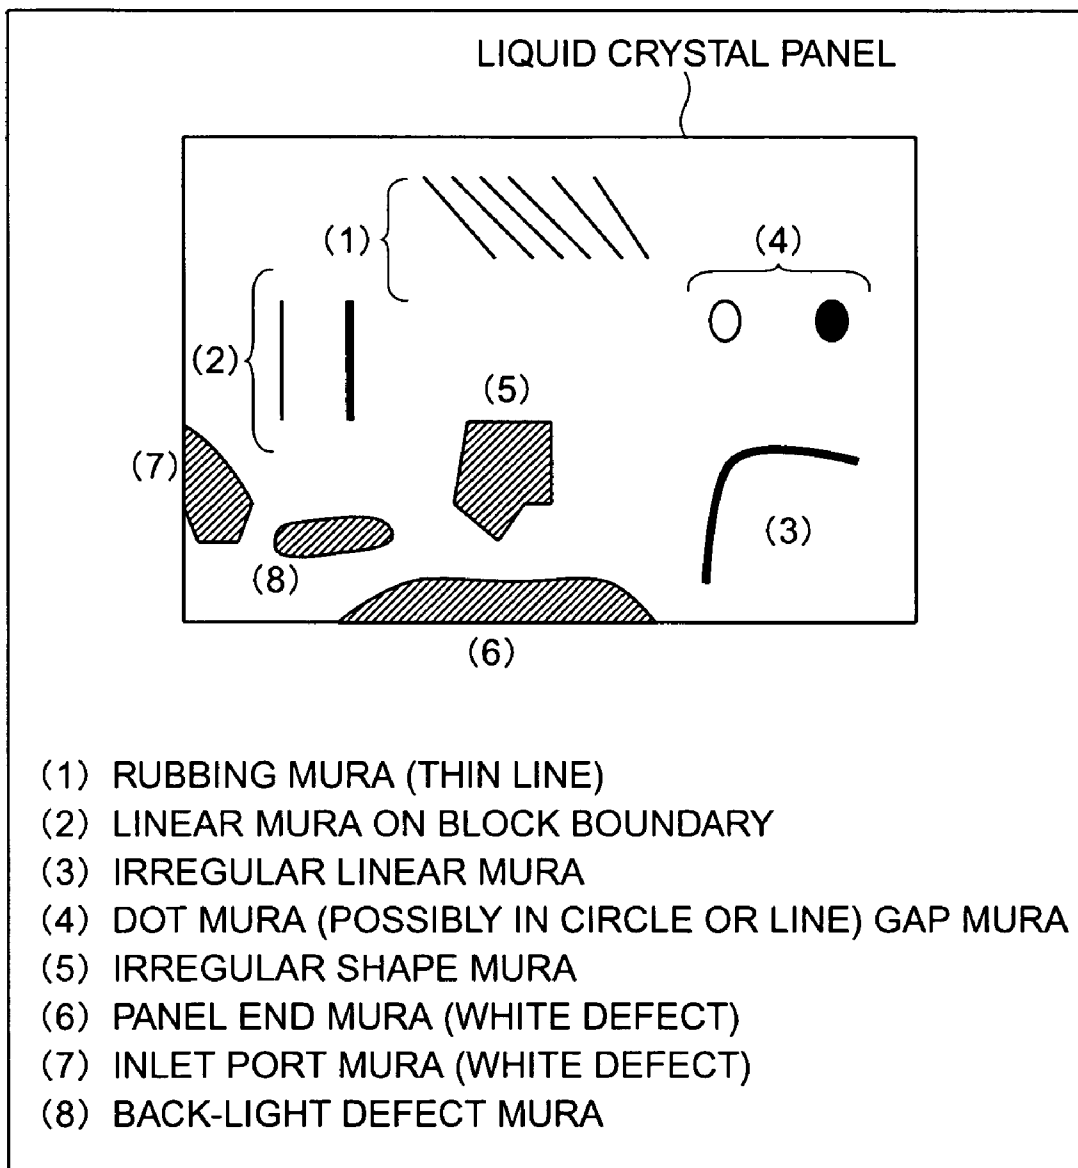 LIQUID CRYSTAL PANEL
(1)
(4)
(2)
(5)
(7)
(3)
(8)
(6)
(1) RUBBING MURA (THIN LINE)
(2) LINEAR MURA ON BLOCK BOUNDARY
(3) IRREGULAR LINEAR MURA
(4) DOT MURA (POSSIBLY IN CIRCLE OR LINE) GAP MURA
(5) IRREGULAR SHAPE MURA
(6) PANEL END MURA (WHITE DEFECT)
(7) INLET PORT MURA (WHITE DEFECT)
(8) BACK-LIGHT DEFECT MURA